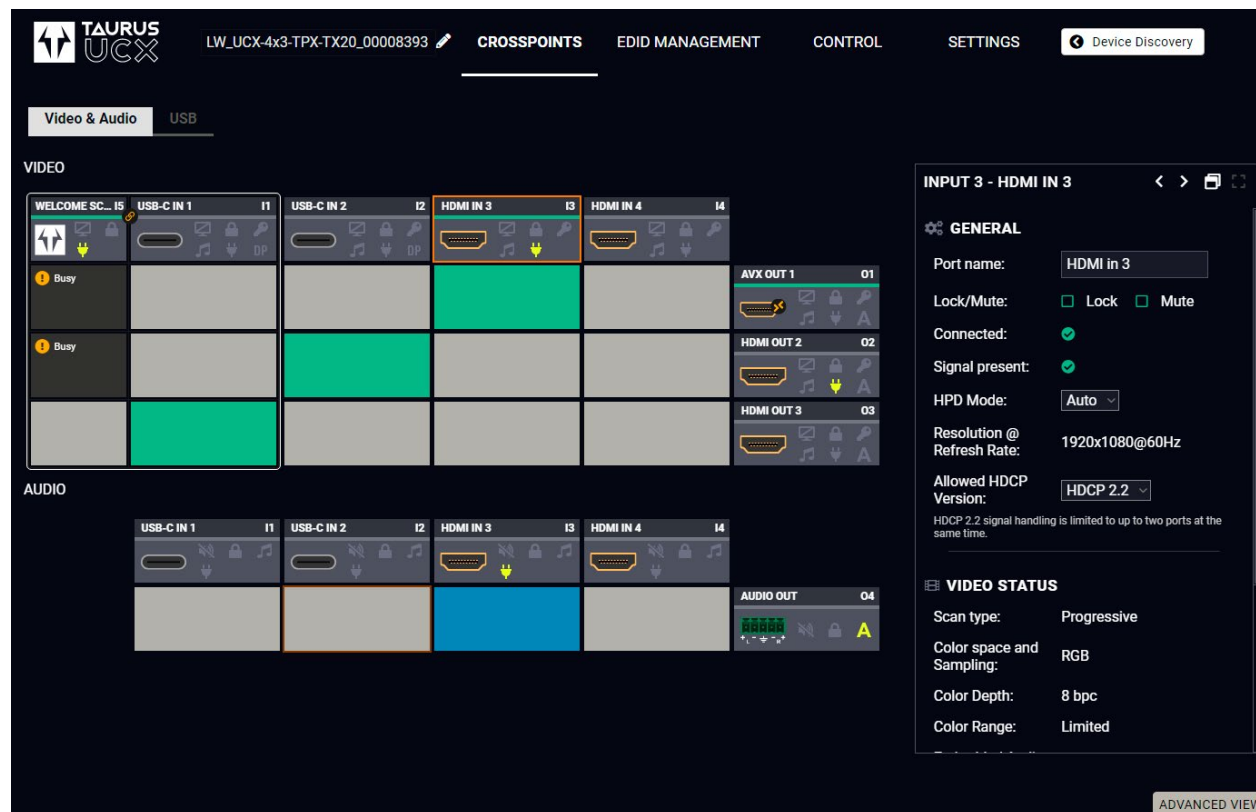 TAURUS
UCX
LW_UCX-4x3-TPX-TX20_00008393
CROSSPOINTS
EDID MANAGEMENT
CONTROL
SETTINGS
Device Discovery
Video & Audio
USB
VIDEO
WELCOME SC... I5
USB-C IN 1 I1
USB-C IN 2 I2
HDMI IN 3 I3
HDMI IN 4 I4
DP
DP
Busy
AVX OUT 1 O1
A
Busy
HDMI OUT 2 O2
A
HDMI OUT 3 O3
A
AUDIO
USB-C IN 1 I1
USB-C IN 2 I2
HDMI IN 3 I3
HDMI IN 4 I4
AUDIO OUT O4
A
INPUT 3 - HDMI IN 3
GENERAL
Port name: HDMI in 3
Lock/Mute: Lock Mute
Connected:
Signal present:
HPD Mode: Auto
Resolution @
Refresh Rate: 1920x1080@60Hz
Allowed HDCP
Version: HDCP 2.2
HDCP 2.2 signal handling is limited to up to two ports at the
same time.
VIDEO STATUS
Scan type: Progressive
Color space and
Sampling: RGB
Color Depth: 8 bpc
Color Range: Limited
ADVANCED VIE